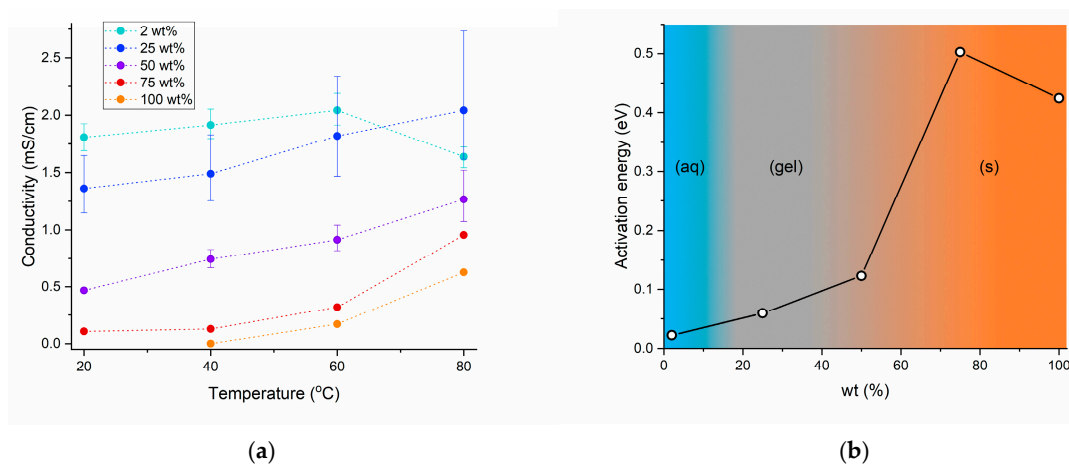 2 wt%
25 wt%
50 wt%
75 wt%
100 wt%
2.5
2.0
1.5
1.0
0.5
0.0
Conductivity (mS/cm)
20
40
60
80
Temperature (°C)
(a)
0.5
0.4
0.3
0.2
0.1
0.0
Activation energy (eV)
(aq)
(gel)
(s)
0
20
40
60
80
100
wt (%)
(b)